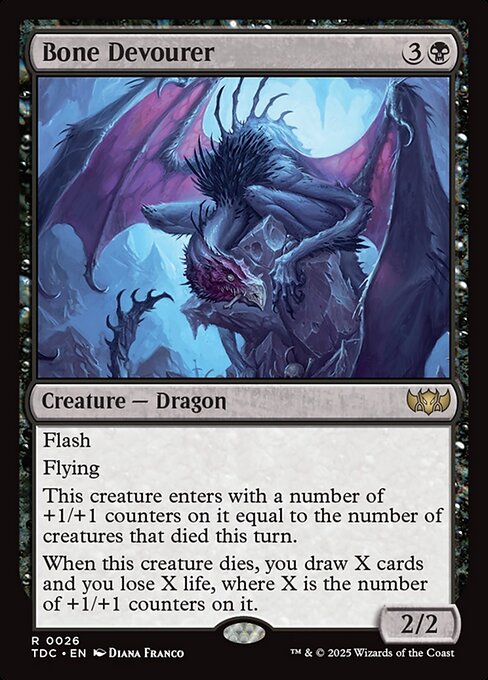 Bone Devourer 3
Creature — Dragon
Flash
Flying
This creature enters with a number of
+1/+1 counters on it equal to the number of
creatures that died this turn.
When this creature dies, you draw X cards
and you lose X life, where X is the number
of +1/+1 counters on it.
2/2
R 0026
TDC • EN Diana Franco
™ & © 2025 Wizards of the Coast